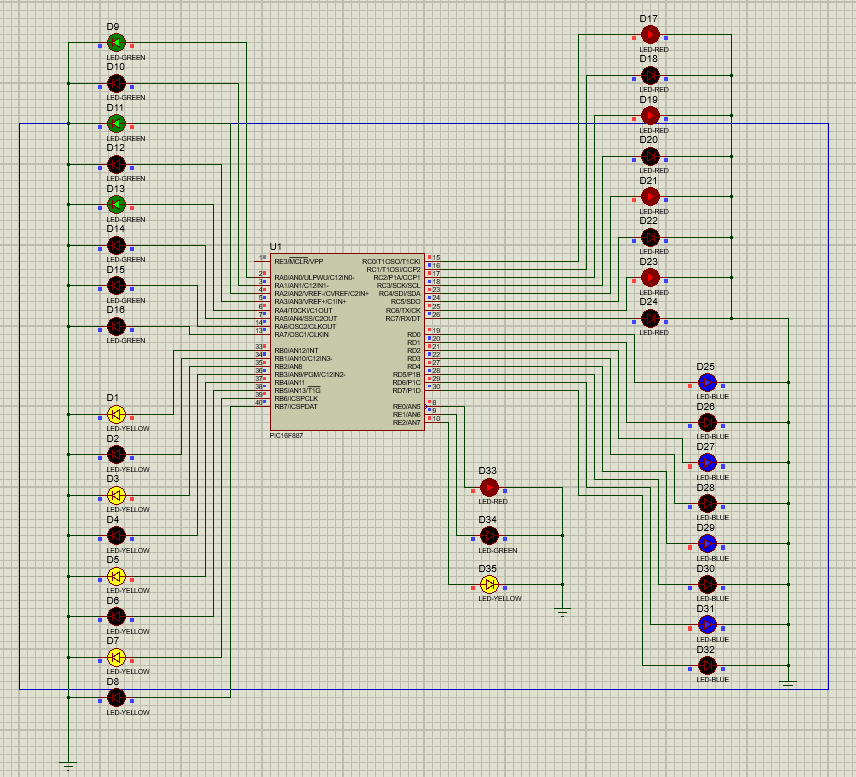 D9
LED-GREEN
D10
LED-GREEN
D11
LED-GREEN
D12
LED-GREEN
D13
LED-GREEN
D14
LED-GREEN
D15
LED-GREEN
D16
LED-GREEN
D1
LED-YELLOW
D2
LED-YELLOW
D3
LED-YELLOW
D4
LED-YELLOW
D5
LED-YELLOW
D6
LED-YELLOW
D7
LED-YELLOW
D8
LED-YELLOW
U1
1 RE3/MCLR/VPP
2 RA0/AN0/ULPWU/C12IN0-
3 RA1/AN1/C12IN1-
4 RA2/AN2/VREF-/CVREF/C2IN+
5 RA3/AN3/VREF+/C1IN+
6 RA4/T0CKI/C1OUT
7 RA5/AN4/SS/C2OUT
14 RA6/OSC2/CLKOUT
13 RA7/OSC1/CLKIN
33 RB0/AN12/INT
34 RB1/AN10/C12IN3-
35 RB2/AN8
36 RB3/AN9/PGM/C12IN2-
37 RB4/AN11
38 RB5/AN13/T1G
39 RB6/ICSPCLK
40 RB7/ICSPDAT
RC0/T1OSO/T1CKI 15
RC1/T1OSI/CCP2 16
RC2/P1A/CCP1 17
RC3/SCK/SCL 18
RC4/SDI/SDA 23
RC5/SDO 24
RC6/TX/CK 25
RC7/RX/DT 26
RD0 19
RD1 20
RD2 21
RD3 22
RD4 27
RD5/P1B 28
RD6/P1C 29
RD7/P1D 30
RE0/AN5 8
RE1/AN6 9
RE2/AN7 10
PIC16F887
D33
LED-RED
D34
LED-GREEN
D35
LED-YELLOW
D17
LED-RED
D18
LED-RED
D19
LED-RED
D20
LED-RED
D21
LED-RED
D22
LED-RED
D23
LED-RED
D24
LED-RED
D25
LED-BLUE
D26
LED-BLUE
D27
LED-BLUE
D28
LED-BLUE
D29
LED-BLUE
D30
LED-BLUE
D31
LED-BLUE
D32
LED-BLUE